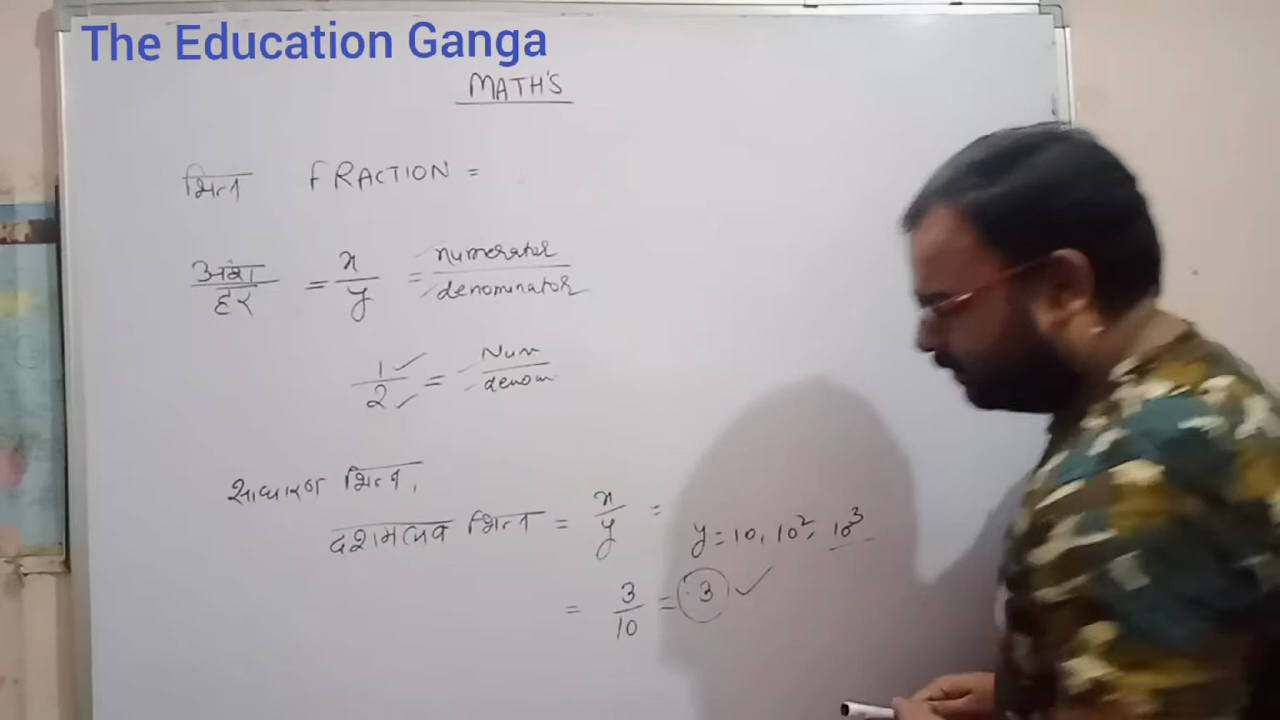 The Education Ganga
MATH'S
भिन्न FRACTION =
अंश / हर = x / y = numerator / denominator
1 / 2 = Num / denom
साधारण भिन्न,
दशमलव भिन्न = x / y =
y = 10, 10², 10³
= 3 / 10 = .3